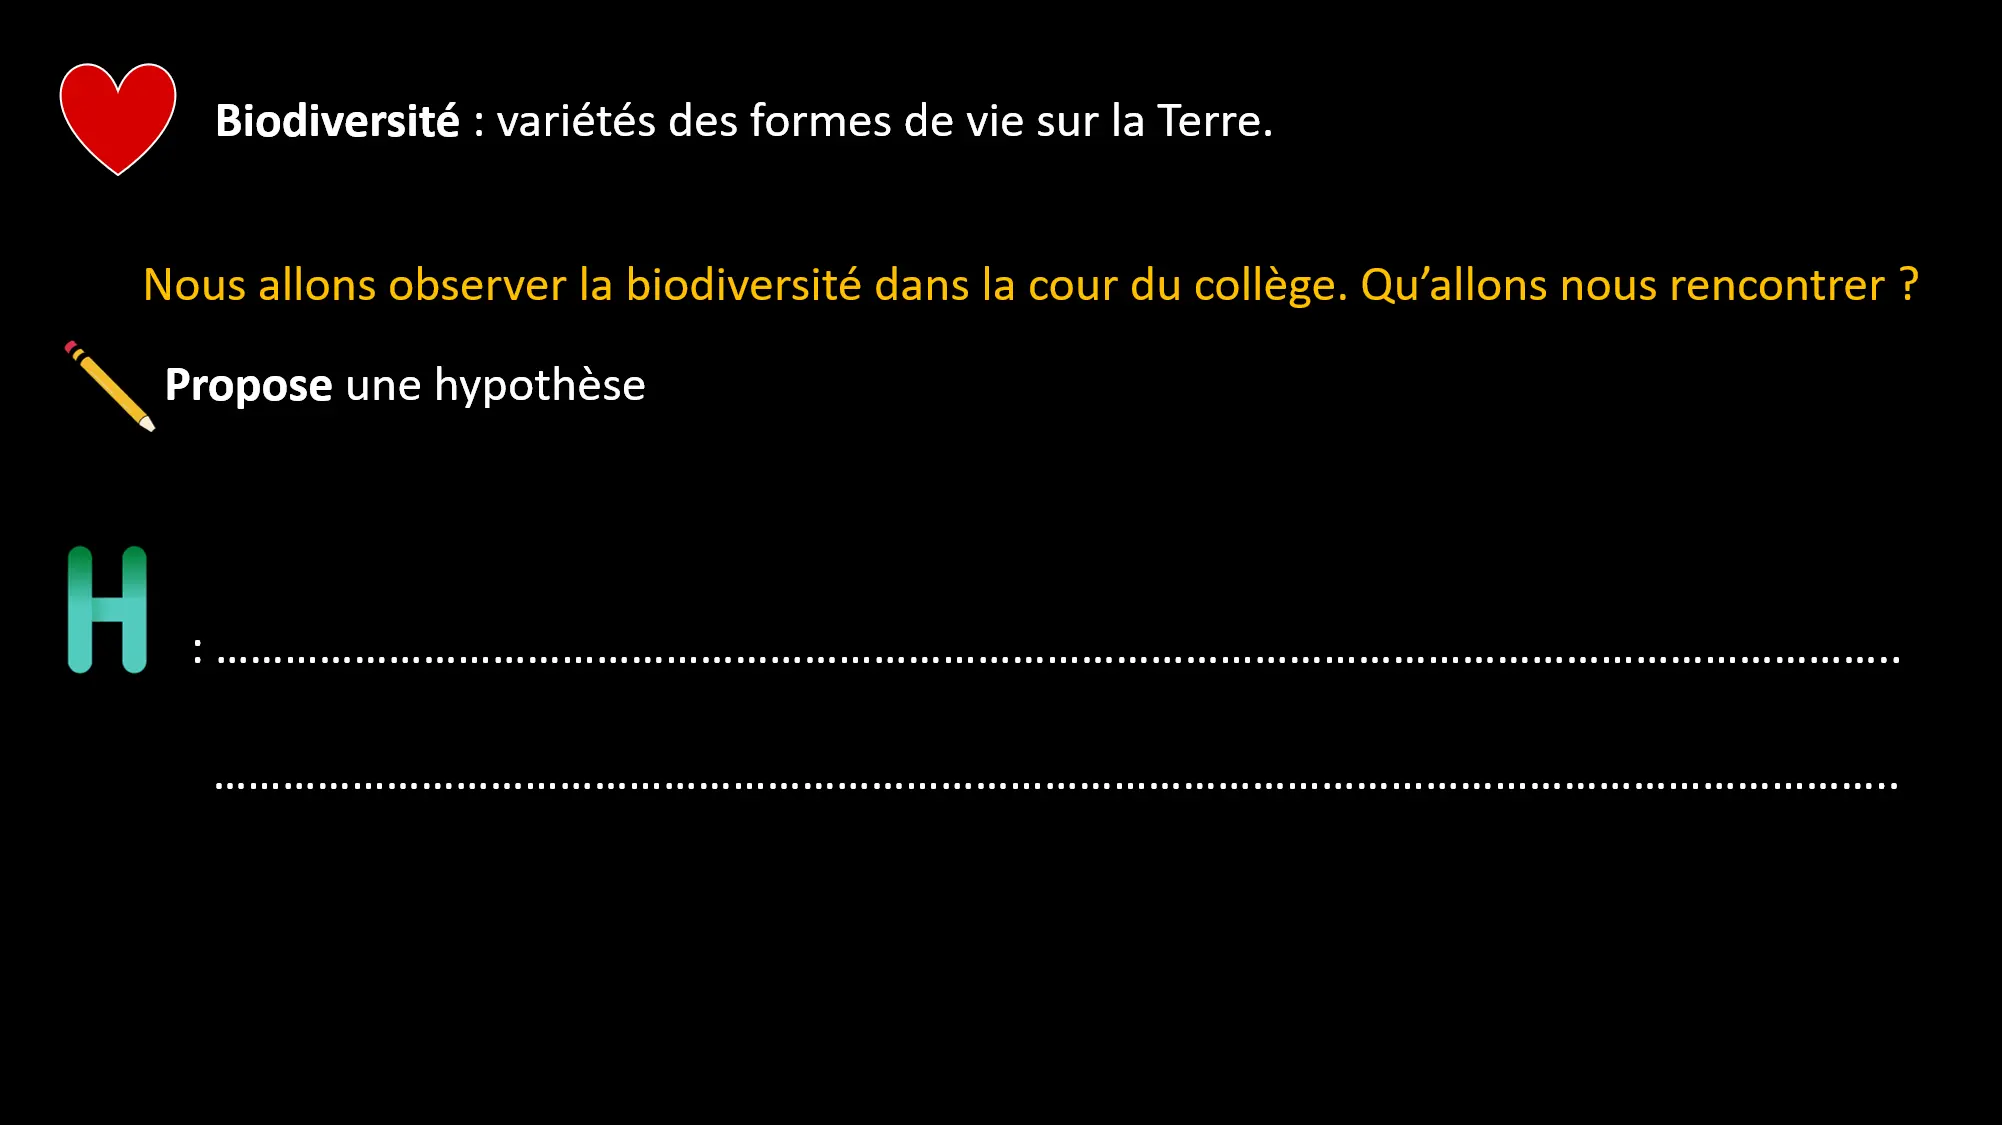 Biodiversité : variétés des formes de vie sur la Terre.
Nous allons observer la biodiversité dans la cour du collège. Qu’allons nous rencontrer ?
Propose une hypothèse
H : ………………………………………………………………………………………………………………………………..
………………………………………………………………………………………………………………………………..